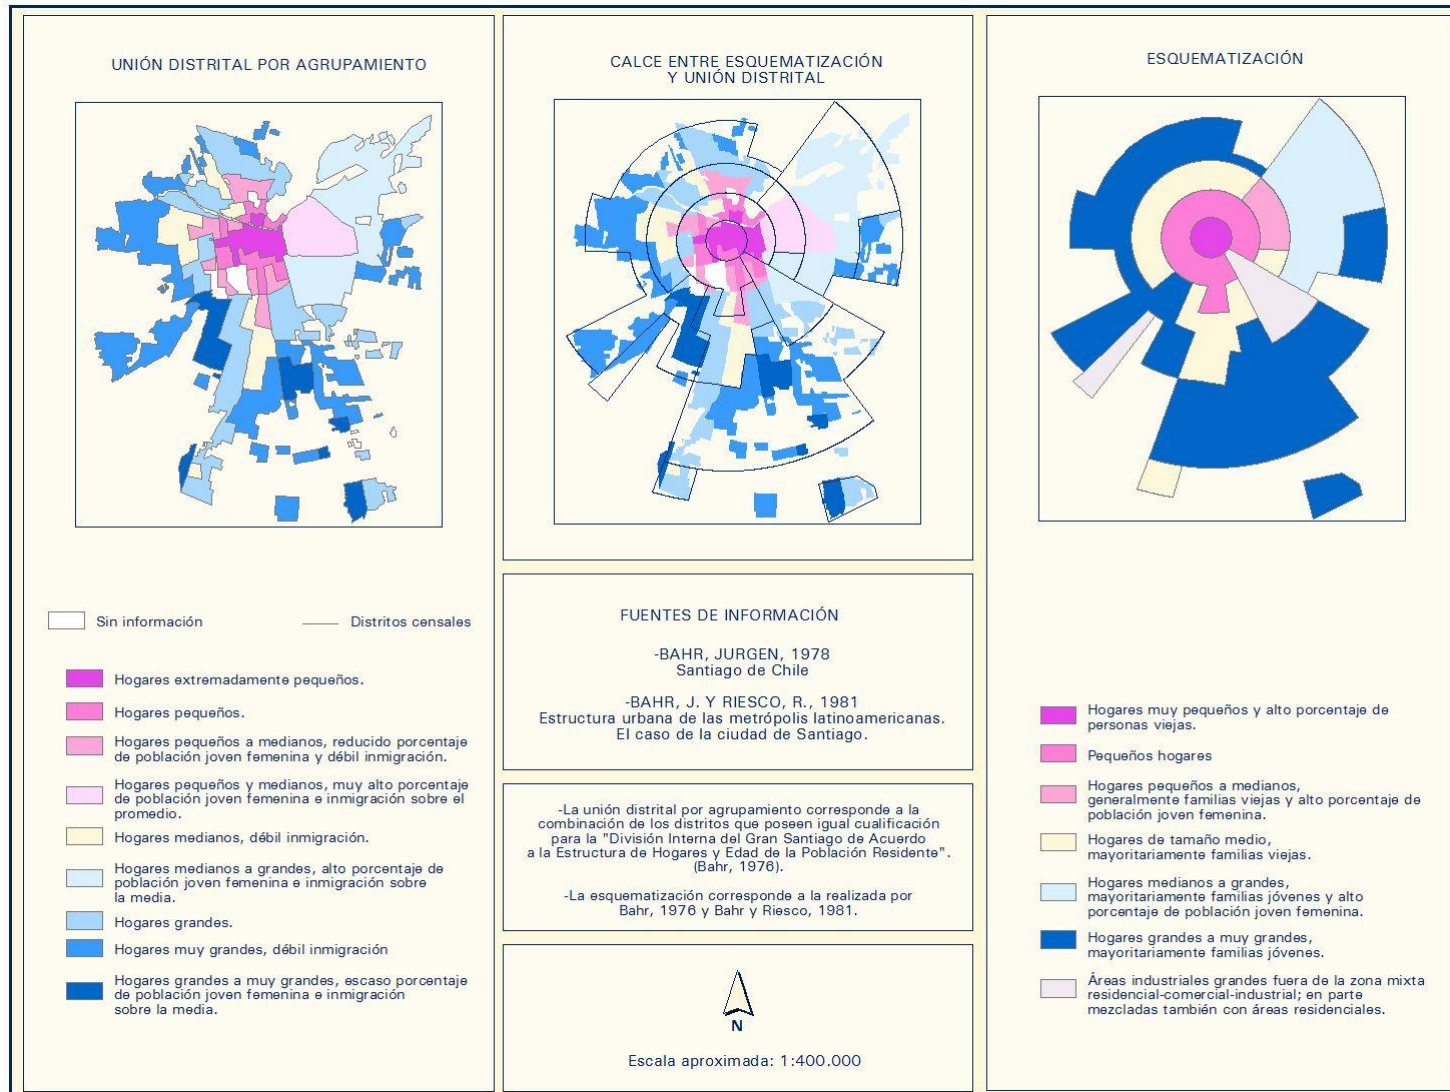 UNIÓN DISTRITAL POR AGRUPAMIENTO
Sin información
Distritos censales
Hogares extremadamente pequeños.
Hogares pequeños.
Hogares pequeños a medianos, reducido porcentaje
de población joven femenina y débil inmigración.
Hogares pequeños y medianos, muy alto porcentaje
de población joven femenina e inmigración sobre el
promedio.
Hogares medianos, débil inmigración.
Hogares medianos a grandes, alto porcentaje de
población joven femenina e inmigración sobre
la media.
Hogares grandes.
Hogares muy grandes, débil inmigración
Hogares grandes a muy grandes, escaso porcentaje
de población joven femenina e inmigración
sobre la media.
CALCE ENTRE ESQUEMATIZACIÓN
Y UNIÓN DISTRITAL
FUENTES DE INFORMACIÓN
-BAHR, JURGEN, 1978
Santiago de Chile
-BAHR, J. Y RIESCO, R., 1981
Estructura urbana de las metrópolis latinoamericanas.
El caso de la ciudad de Santiago.
-La unión distrital por agrupamiento corresponde a la
combinación de los distritos que poseen igual cualificación
para la "División Interna del Gran Santiago de Acuerdo
a la Estructura de Hogares y Edad de la Población Residente".
(Bahr, 1976).
-La esquematización corresponde a la realizada por
Bahr, 1976 y Bahr y Riesco, 1981.
N
Escala aproximada: 1:400.000
ESQUEMATIZACIÓN
Hogares muy pequeños y alto porcentaje de
personas viejas.
Pequeños hogares
Hogares pequeños a medianos,
generalmente familias viejas y alto porcentaje de
población joven femenina.
Hogares de tamaño medio,
mayoritariamente familias viejas.
Hogares medianos a grandes,
mayoritariamente familias jóvenes y alto
porcentaje de población joven femenina.
Hogares grandes a muy grandes,
mayoritariamente familias jóvenes.
Áreas industriales grandes fuera de la zona mixta
residencial-comercial-industrial; en parte
mezcladas también con áreas residenciales.